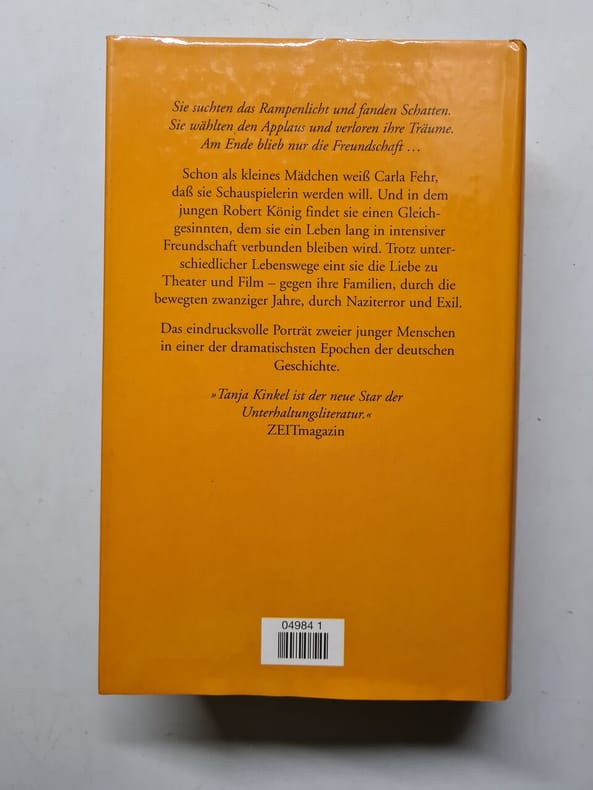 Sie suchten das Rampenlicht und fanden Schatten.
Sie wählten den Applaus und verloren ihre Träume.
Am Ende blieb nur die Freundschaft …
Schon als kleines Mädchen weiß Carla Fehr,
daß sie Schauspielerin werden will. Und in dem
jungen Robert König findet sie einen Gleich-
gesinnten, dem sie ein Leben lang in intensiver
Freundschaft verbunden bleiben wird. Trotz unter-
schiedlicher Lebenswege eint sie die Liebe zu
Theater und Film – gegen ihre Familien, durch die
bewegten zwanziger Jahre, durch Naziterror und Exil.
Das eindrucksvolle Porträt zweier junger Menschen
in einer der dramatischsten Epochen der deutschen
Geschichte.
»Tanja Kinkel ist der neue Star der
Unterhaltungsliteratur.«
ZEITmagazin
04984 1